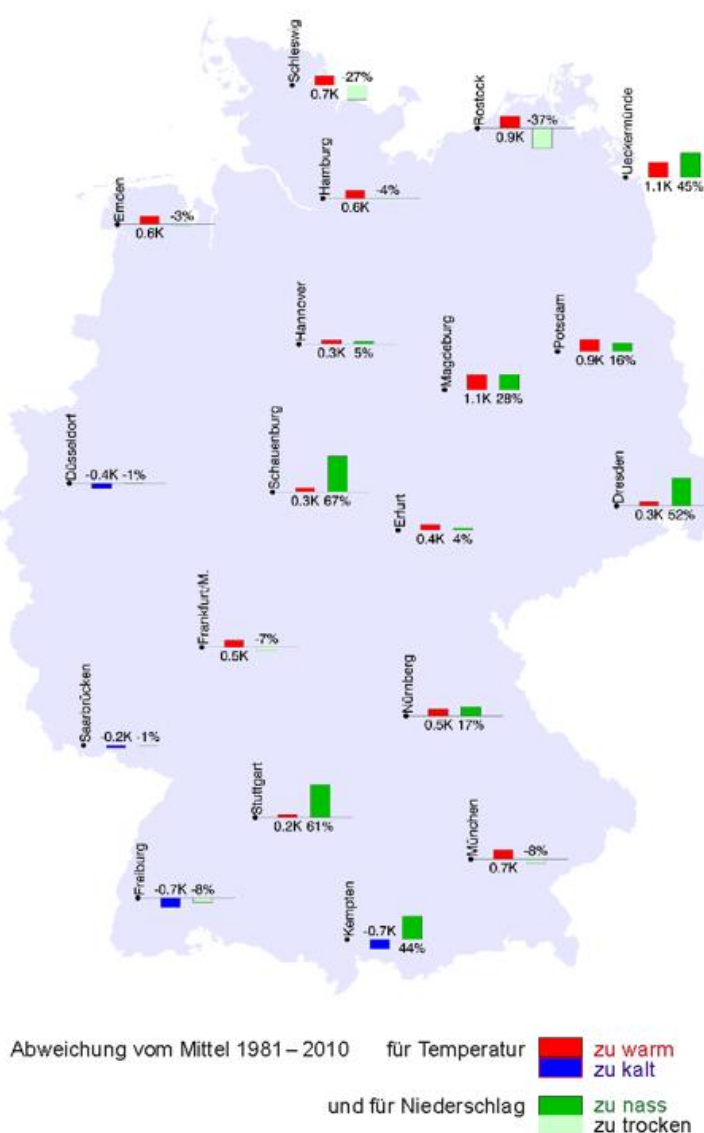 Schleswig
-27%
0.7K
Rostock
-37%
0.9K
Ueckermünde
1.1K 45%
Hamburg
-4%
0.6K
Emden
-3%
0.6K
Hannover
0.3K 5%
Potsdam
0.9K 16%
Magdeburg
1.1K 28%
Düsseldorf
-0.4K -1%
Schauenburg
0.3K 67%
Dresden
0.3K 52%
Erfurt
0.4K 4%
Frankfurt/M.
-7%
0.5K
Nürnberg
0.5K 17%
Saarbrücken
-0.2K -1%
Stuttgart
0.2K 61%
München
-8%
0.7K
Freiburg
-0.7K -8%
Kempten
-0.7K
44%
Abweichung vom Mittel 1981 – 2010 für Temperatur zu warm
zu kalt
und für Niederschlag zu nass
zu trocken